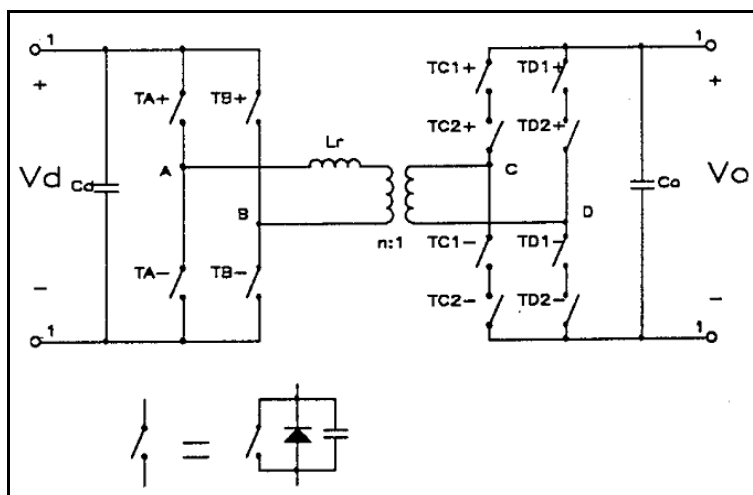 1
1
+
+
TA+
TB+
TC1+
TD1+
TC2+
TD2+
Lr
A
C
Vd
Cd
Co
Vo
B
D
n:1
TC1-
TD1-
TA-
TB-
TC2-
TD2-
-
-
1
1
=